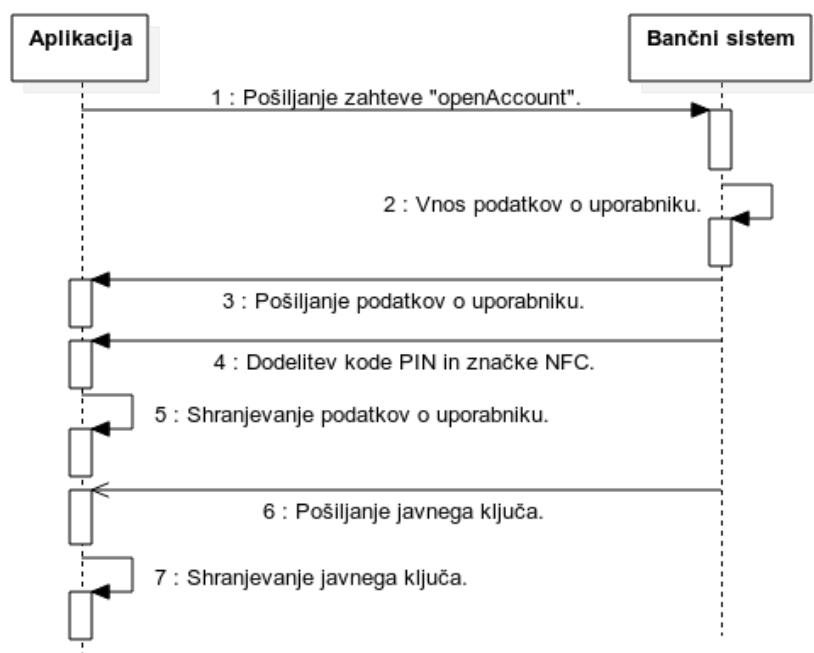 Aplikacija
Bančni sistem
1 : Pošiljanje zahteve "openAccount".
2 : Vnos podatkov o uporabniku.
3 : Pošiljanje podatkov o uporabniku.
4 : Dodelitev kode PIN in značke NFC.
5 : Shranjevanje podatkov o uporabniku.
6 : Pošiljanje javnega ključa.
7 : Shranjevanje javnega ključa.